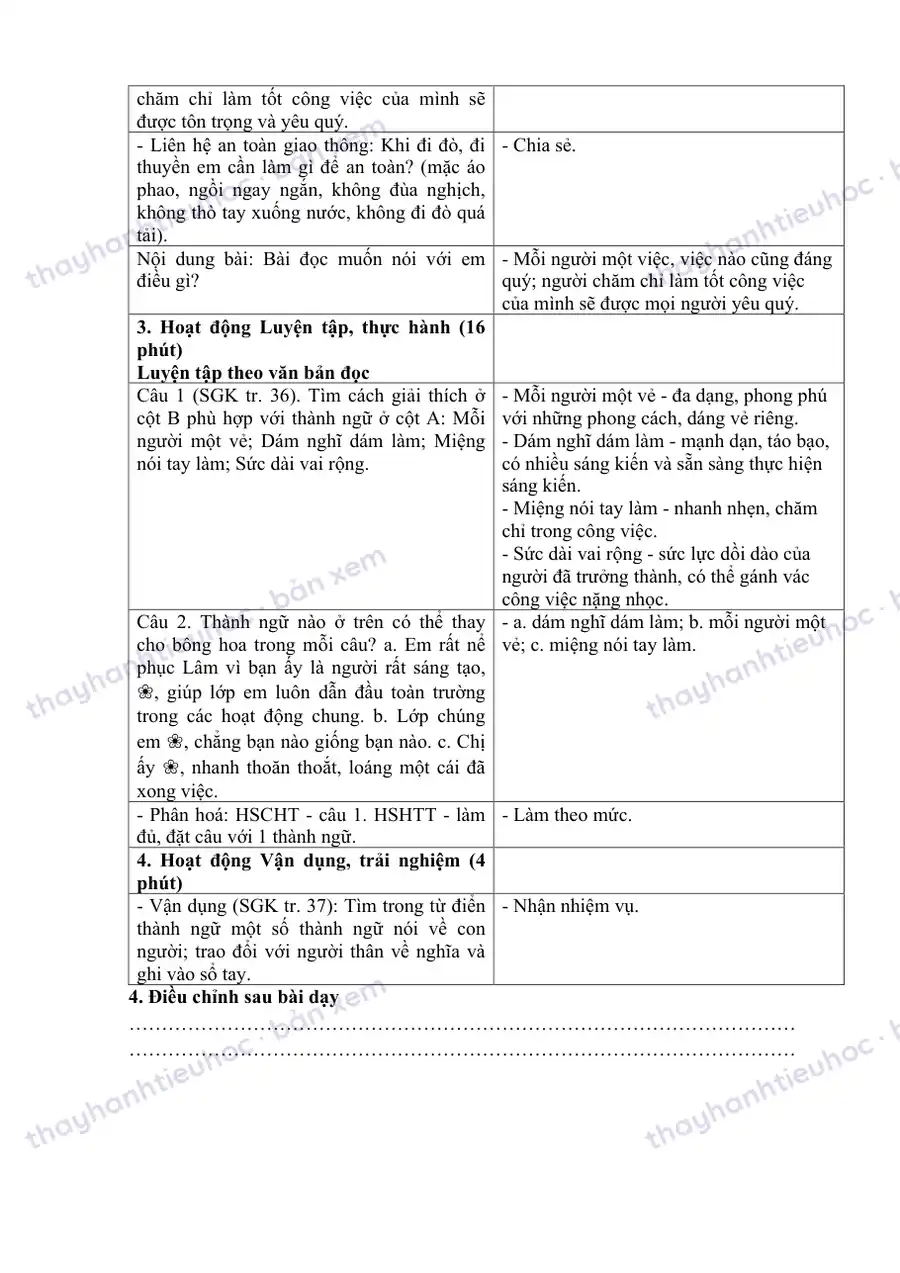 chăm chỉ làm tốt công việc của mình sẽ
được tôn trọng và yêu quý.
- Liên hệ an toàn giao thông: Khi đi đò, đi
thuyền em cần làm gì để an toàn? (mặc áo
phao, ngồi ngay ngắn, không đùa nghịch,
không thò tay xuống nước, không đi đò quá
tải).
- Chia sẻ.
Nội dung bài: Bài đọc muốn nói với em
điều gì?
- Mỗi người một việc, việc nào cũng đáng
quý; người chăm chỉ làm tốt công việc
của mình sẽ được mọi người yêu quý.
3. Hoạt động Luyện tập, thực hành (16
phút)
Luyện tập theo văn bản đọc
Câu 1 (SGK tr. 36). Tìm cách giải thích ở
cột B phù hợp với thành ngữ ở cột A: Mỗi
người một vẻ; Dám nghĩ dám làm; Miệng
nói tay làm; Sức dài vai rộng.
- Mỗi người một vẻ - đa dạng, phong phú
với những phong cách, dáng vẻ riêng.
- Dám nghĩ dám làm - mạnh dạn, táo bạo,
có nhiều sáng kiến và sẵn sàng thực hiện
sáng kiến.
- Miệng nói tay làm - nhanh nhẹn, chăm
chỉ trong công việc.
- Sức dài vai rộng - sức lực dồi dào của
người đã trưởng thành, có thể gánh vác
công việc nặng nhọc.
Câu 2. Thành ngữ nào ở trên có thể thay
cho bông hoa trong mỗi câu? a. Em rất nể
phục Lâm vì bạn ấy là người rất sáng tạo,
❀, giúp lớp em luôn dẫn đầu toàn trường
trong các hoạt động chung. b. Lớp chúng
em ❀, chẳng bạn nào giống bạn nào. c. Chị
ấy ❀, nhanh thoăn thoắt, loáng một cái đã
xong việc.
- a. dám nghĩ dám làm; b. mỗi người một
vẻ; c. miệng nói tay làm.
- Phân hoá: HSCHT - câu 1. HSHTT - làm
đủ, đặt câu với 1 thành ngữ.
- Làm theo mức.
4. Hoạt động Vận dụng, trải nghiệm (4
phút)
- Vận dụng (SGK tr. 37): Tìm trong từ điển
thành ngữ một số thành ngữ nói về con
người; trao đổi với người thân về nghĩa và
ghi vào sổ tay.
- Nhận nhiệm vụ.
4. Điều chỉnh sau bài dạy
…………………………………………………………………………………………
…………………………………………………………………………………………
thayhanhtieuhoc · bản xem
thayhanhtieuhoc · b
thayhanhtieuhoc · bản xem
thayhanhtieuhoc · b
thayhanhtieuhoc · bản xem
thayhanhtieuhoc · b